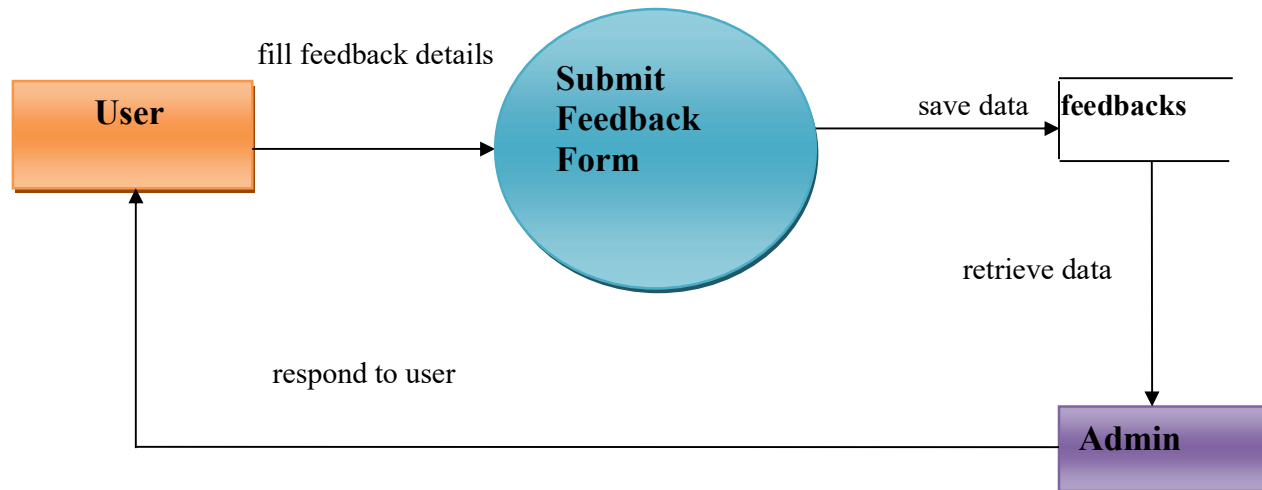 fill feedback details
User
Submit
Feedback
Form
save data
feedbacks
retrieve data
respond to user
Admin